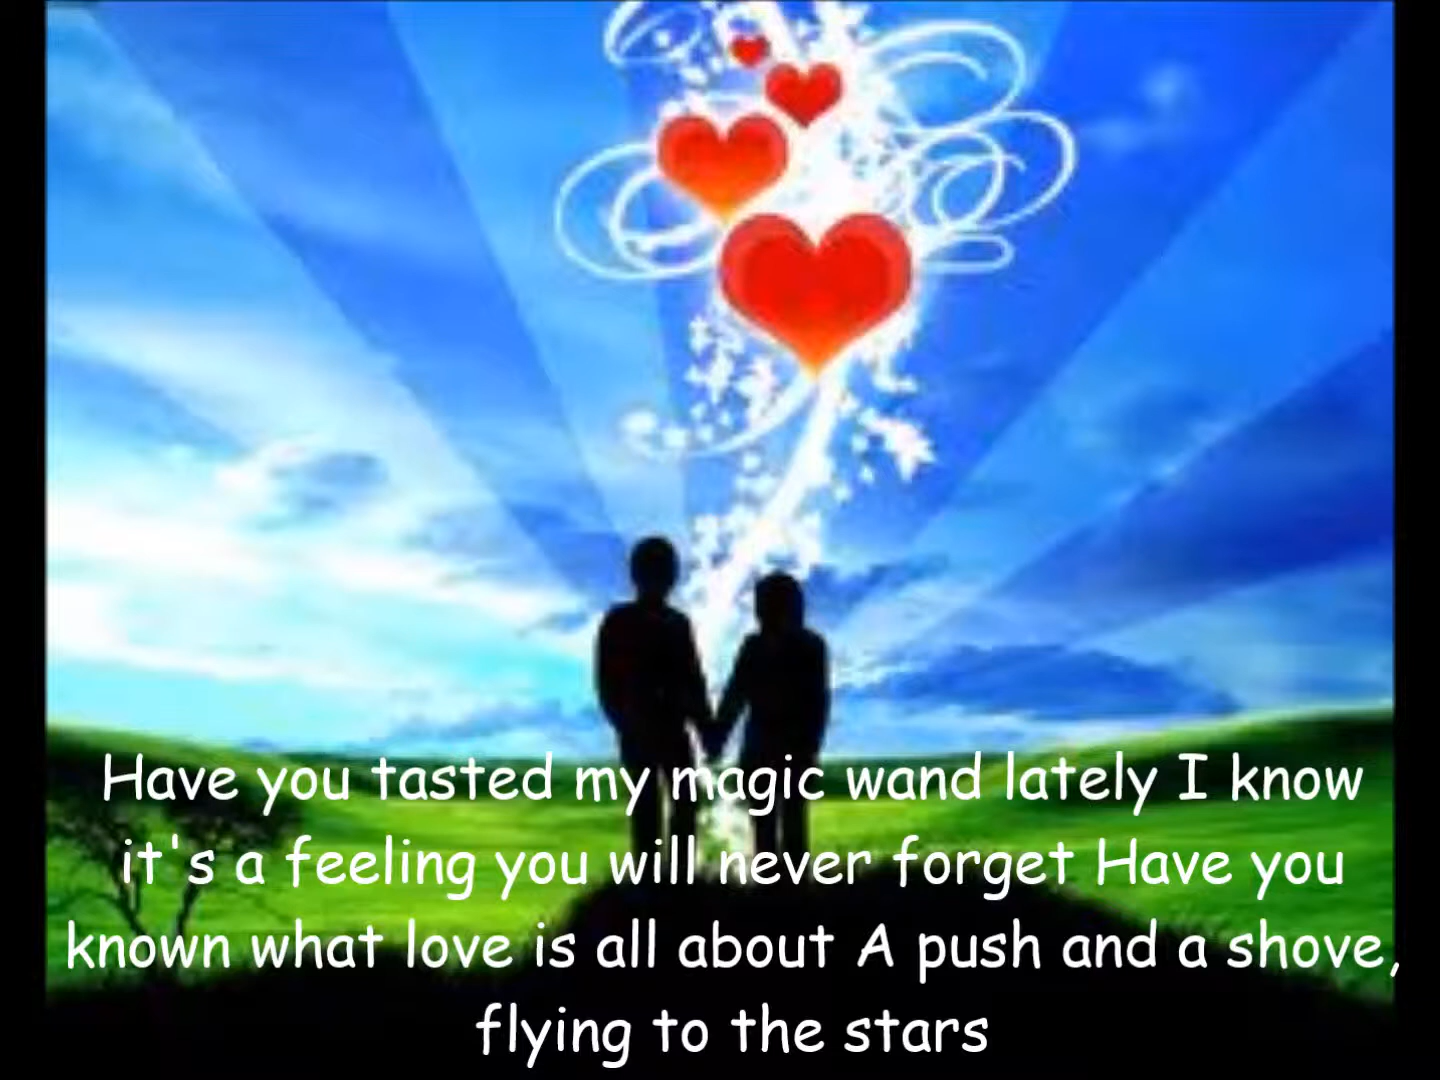 Have you tasted my magic wand lately I know
it's a feeling you will never forget Have you
known what love is all about A push and a shove,
flying to the stars